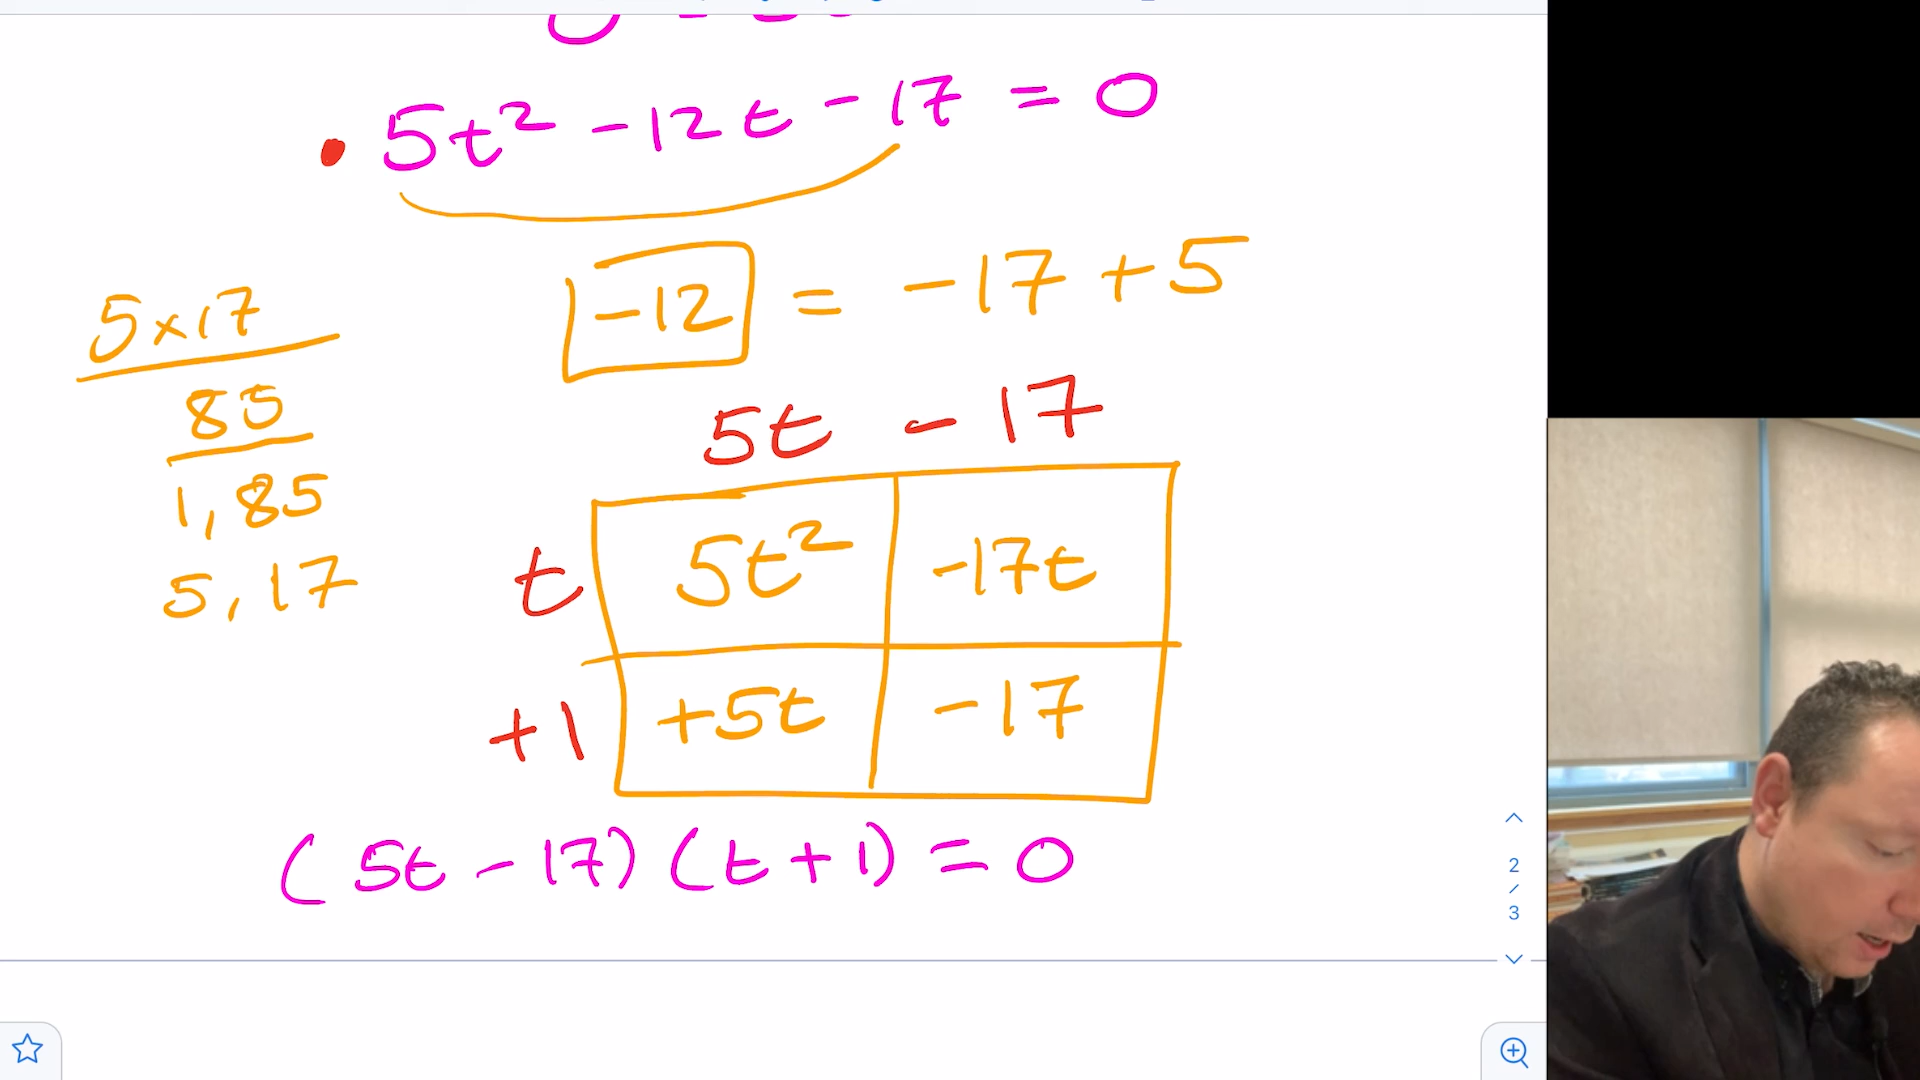 5t² - 12t - 17 = 0
-12 = -17 + 5
5×17
85
1, 85
5, 17
5t - 17
t 5t² -17t
+1 +5t -17
(5t - 17)(t + 1) = 0
2
/
3